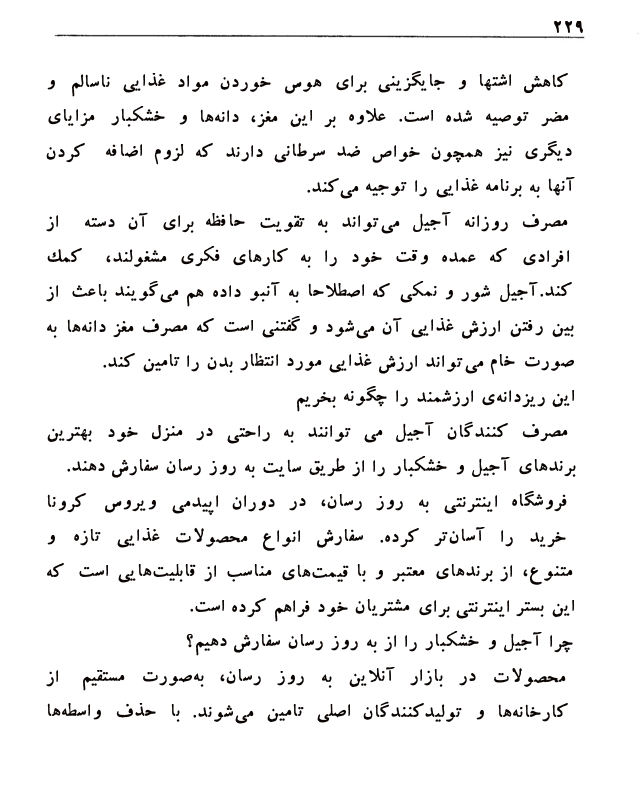 ۲۲۹
کاهش اشتها و جایگزینی برای هوس خوردن مواد غذایی ناسالم و
مضر توصیه شده است. علاوه بر این مغز، دانه‌ها و خشکبار مزایای
دیگری نیز همچون خواص ضد سرطانی دارند که لزوم اضافه کردن
آنها به برنامه غذایی را توجیه می‌کند.
مصرف روزانه آجیل می‌تواند به تقویت حافظه برای آن دسته از
افرادی که عمده وقت خود را به کارهای فکری مشغولند، کمك
کند. آجیل شور و نمکی که اصطلاحا به آنبو داده هم می‌گویند باعث از
بین رفتن ارزش غذایی آن می‌شود و گفتنی است که مصرف مغز دانه‌ها به
صورت خام می‌تواند ارزش غذایی مورد انتظار بدن را تامین کند.
این ریزدانه‌ی ارزشمند را چگونه بخریم
مصرف کنندگان آجیل می توانند به راحتی در منزل خود بهترین
برندهای آجیل و خشکبار را از طریق سایت به روز رسان سفارش دهند.
فروشگاه اینترنتی به روز رسان، در دوران اپیدمی ویروس کرونا
خرید را آسان‌تر کرده. سفارش انواع محصولات غذایی تازه و
متنوع، از برندهای معتبر و با قیمت‌های مناسب از قابلیت‌هایی است که
این بستر اینترنتی برای مشتریان خود فراهم کرده است.
چرا آجیل و خشکبار را از به روز رسان سفارش دهیم؟
محصولات در بازار آنلاین به روز رسان، به‌صورت مستقیم از
کارخانه‌ها و تولیدکنندگان اصلی تامین می‌شوند. با حذف واسطه‌ها